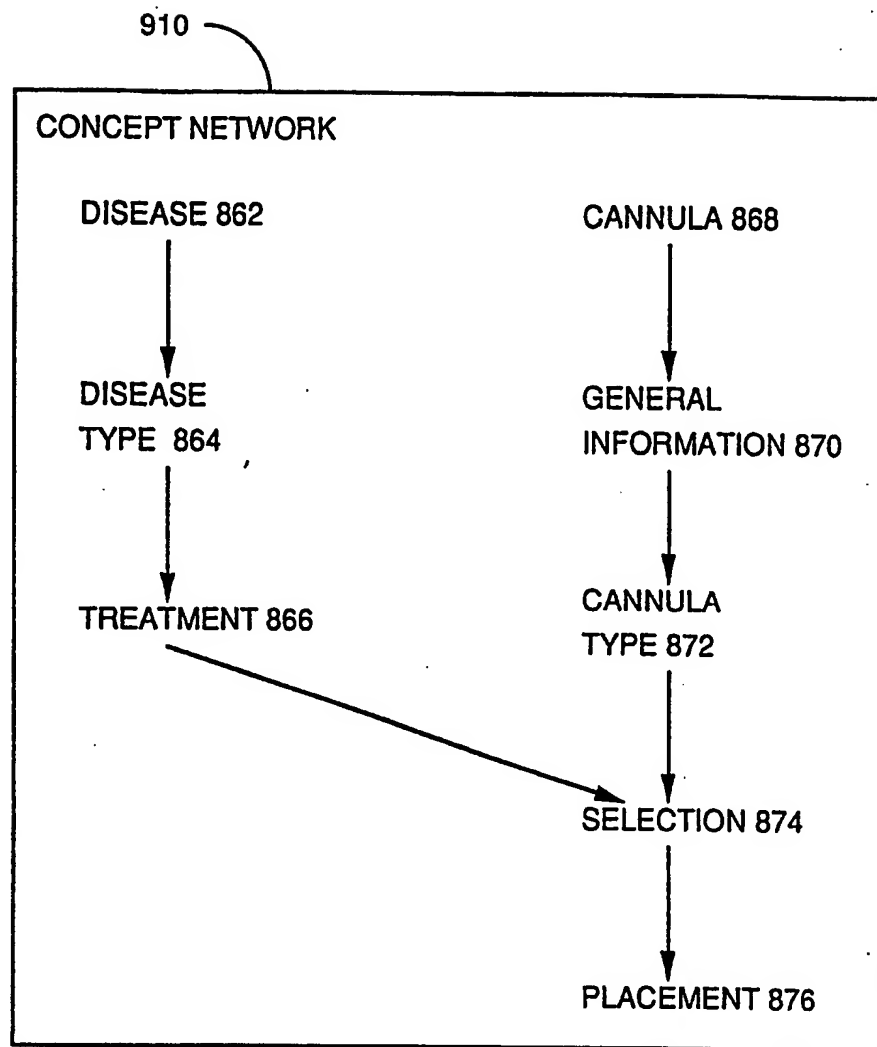 910
CONCEPT NETWORK
DISEASE 862
CANNULA 868
DISEASE
TYPE 864
GENERAL
INFORMATION 870
TREATMENT 866
CANNULA
TYPE 872
SELECTION 874
PLACEMENT 876